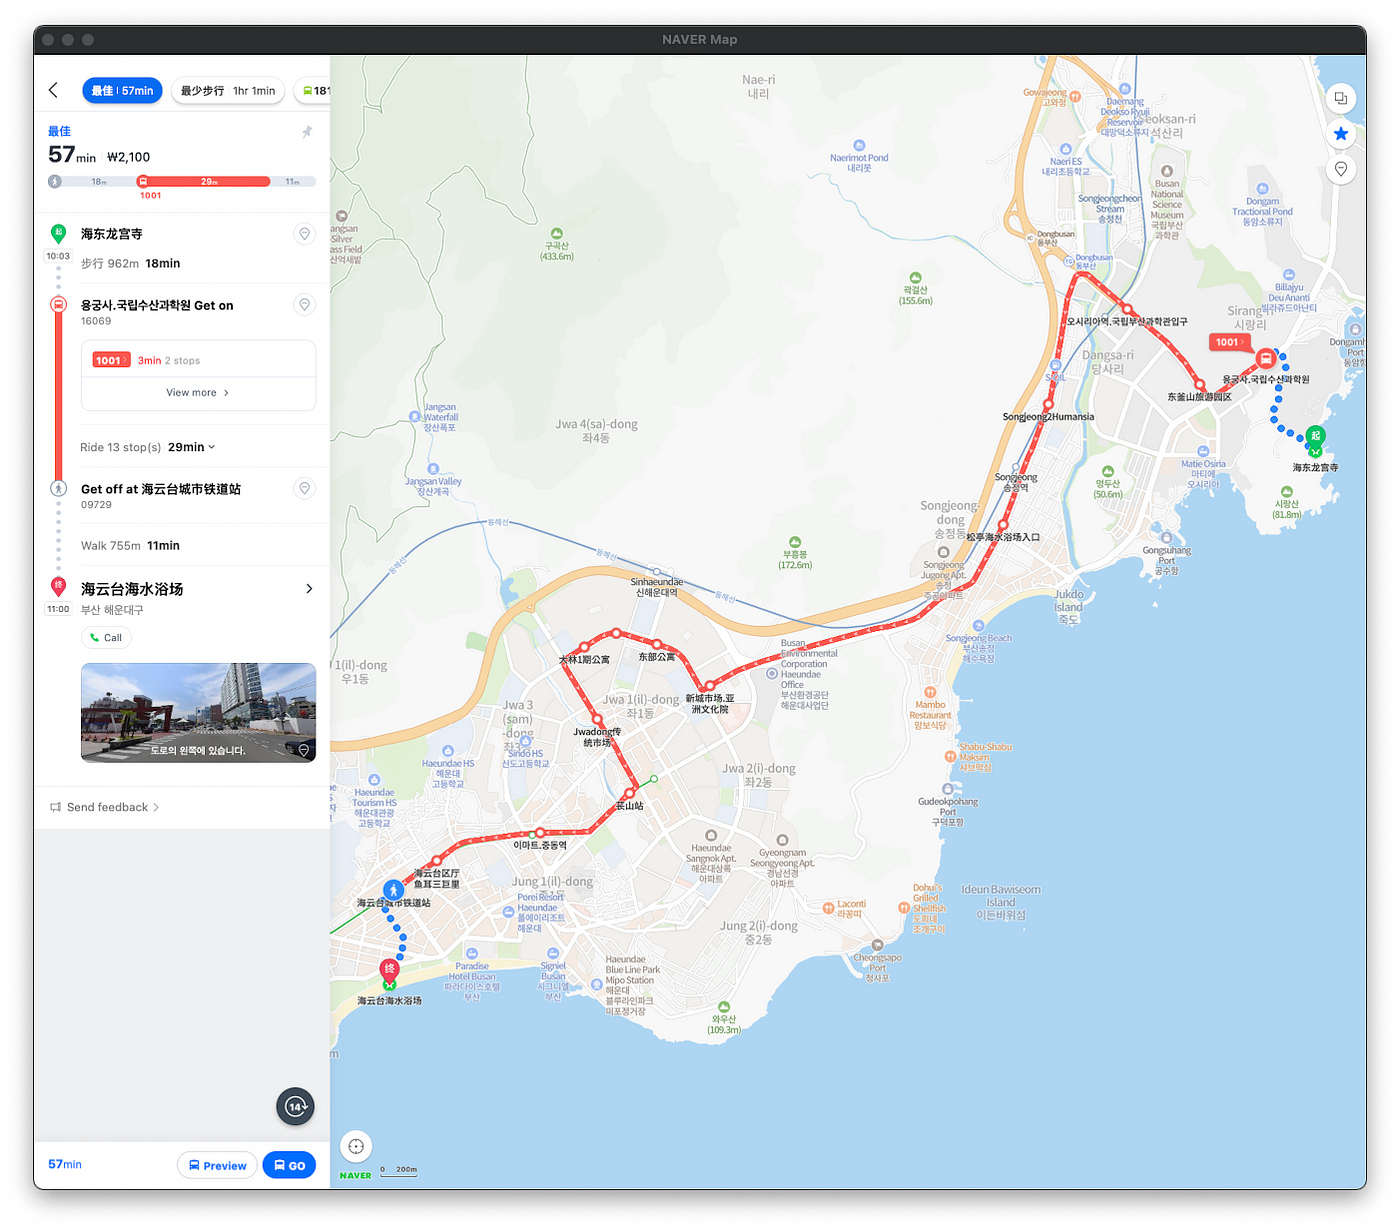 NAVER Map
最佳 57min
最少步行 1hr 1min
181
最佳
57min ₩2,100
18m
29m
11m
1001
起
海东龙宫寺
10:03
步行 962m 18min
용궁사.국립수산과학원 Get on
16069
1001
3min 2 stops
View more
Ride 13 stop(s) 29min
Get off at 海云台城市铁道站
09729
Walk 755m 11min
终
海云台海水浴场
11:00
부산 해운대구
Call
도로의 왼쪽에 있습니다.
Send feedback
14
57min
Preview
GO
Nae-ri
내리
Gowajeong
고와정
Daemang
Deokso Ryuji
Reservoir
대망덕소류지
Seoksan-ri
석산리
Naerimot Pond
내리못
Naeri ES
내리초등학교
Busan
National
Science
Museum
국립부산
과학관
Songjeongcheon
Stream
송정천
Dongam
Tractional Pond
동암소류지
Dongbusan
동부산
Dongbusan
동부산
구곡산
(433.6m)
곽걸산
(155.6m)
Billajyu
Deu Ananti
빌라쥬드아난티
Sirang-ri
시랑리
오시리아역.국립부산과학관입구
Dangsa-ri
당사리
1001
용궁사.국립수산과학원
东釜山旅游园区
Songjeong2Humansia
起
海东龙宫寺
시랑산
(81.8m)
Matie Osiria
마티에
오시리아
Jangsan
Waterfall
장산폭포
Jwa 4(sa)-dong
좌4동
Jangsan Valley
장산계곡
Songjeong
송정역
멍두산
(50.6m)
Songjeong-
dong
송정동
松亭海水浴场入口
동해선
동해선
동해선
동해선
부흥봉
(172.6m)
Gongsuhang
Port
공수항
Songjeong
Jugong Apt.
송정
주공아파트
Sinhaeundae
신해운대역
Jukdo
Island
죽도
Songjeong Beach
부산송정
해수욕장
Busan
Environmental
Corporation
Haeundae
Office
부산환경공단
해운대사업단
大林1期公寓
东部公寓
新城市场.亚
洲文化院
1(il)-dong
우1동
Jwa 1(il)-dong
좌1동
Jwa 3
(sam)
-dong
Jwadong传
统市场
Sindo HS
신도고등학교
Haeundae HS
해운대
고등학교
Mambo
Restaurant
맘보식당
Shabu-Shabu
Maksim
Jwa 2(i)-dong
좌2동
Haeundae
Tourism HS
해운대관광
고등학교
苌山站
Gudeokpohang
Port
구덕포항
이마트.중동역
Haeundae
Sangnok Apt.
해운대상록
아파트
Gyeongnam
Seongyeong Apt.
경남선경
아파트
海云台区厅
鱼耳三巨里
Jung 1(il)-dong
海云台城市铁道站
Porei Resort
Haeundae
플에이리조트
해운대
Laconti
라꽁띠
Dohui's
Grilled
Shellfish
도희네
조개구이
Ideun Bawiseom
Island
이든바위섬
Jung 2(i)-dong
중2동
Cheongsapo
Port
청사포
终
海云台海水浴场
Paradise
Hotel Busan
파라다이스호텔
부산
Signiel
Busan
시그니엘
부산
Haeundae
Blue Line Park
Mipo Station
해운대
블루라인파크
미포정거장
와우산
(109.3m)
NAVER
0 200m